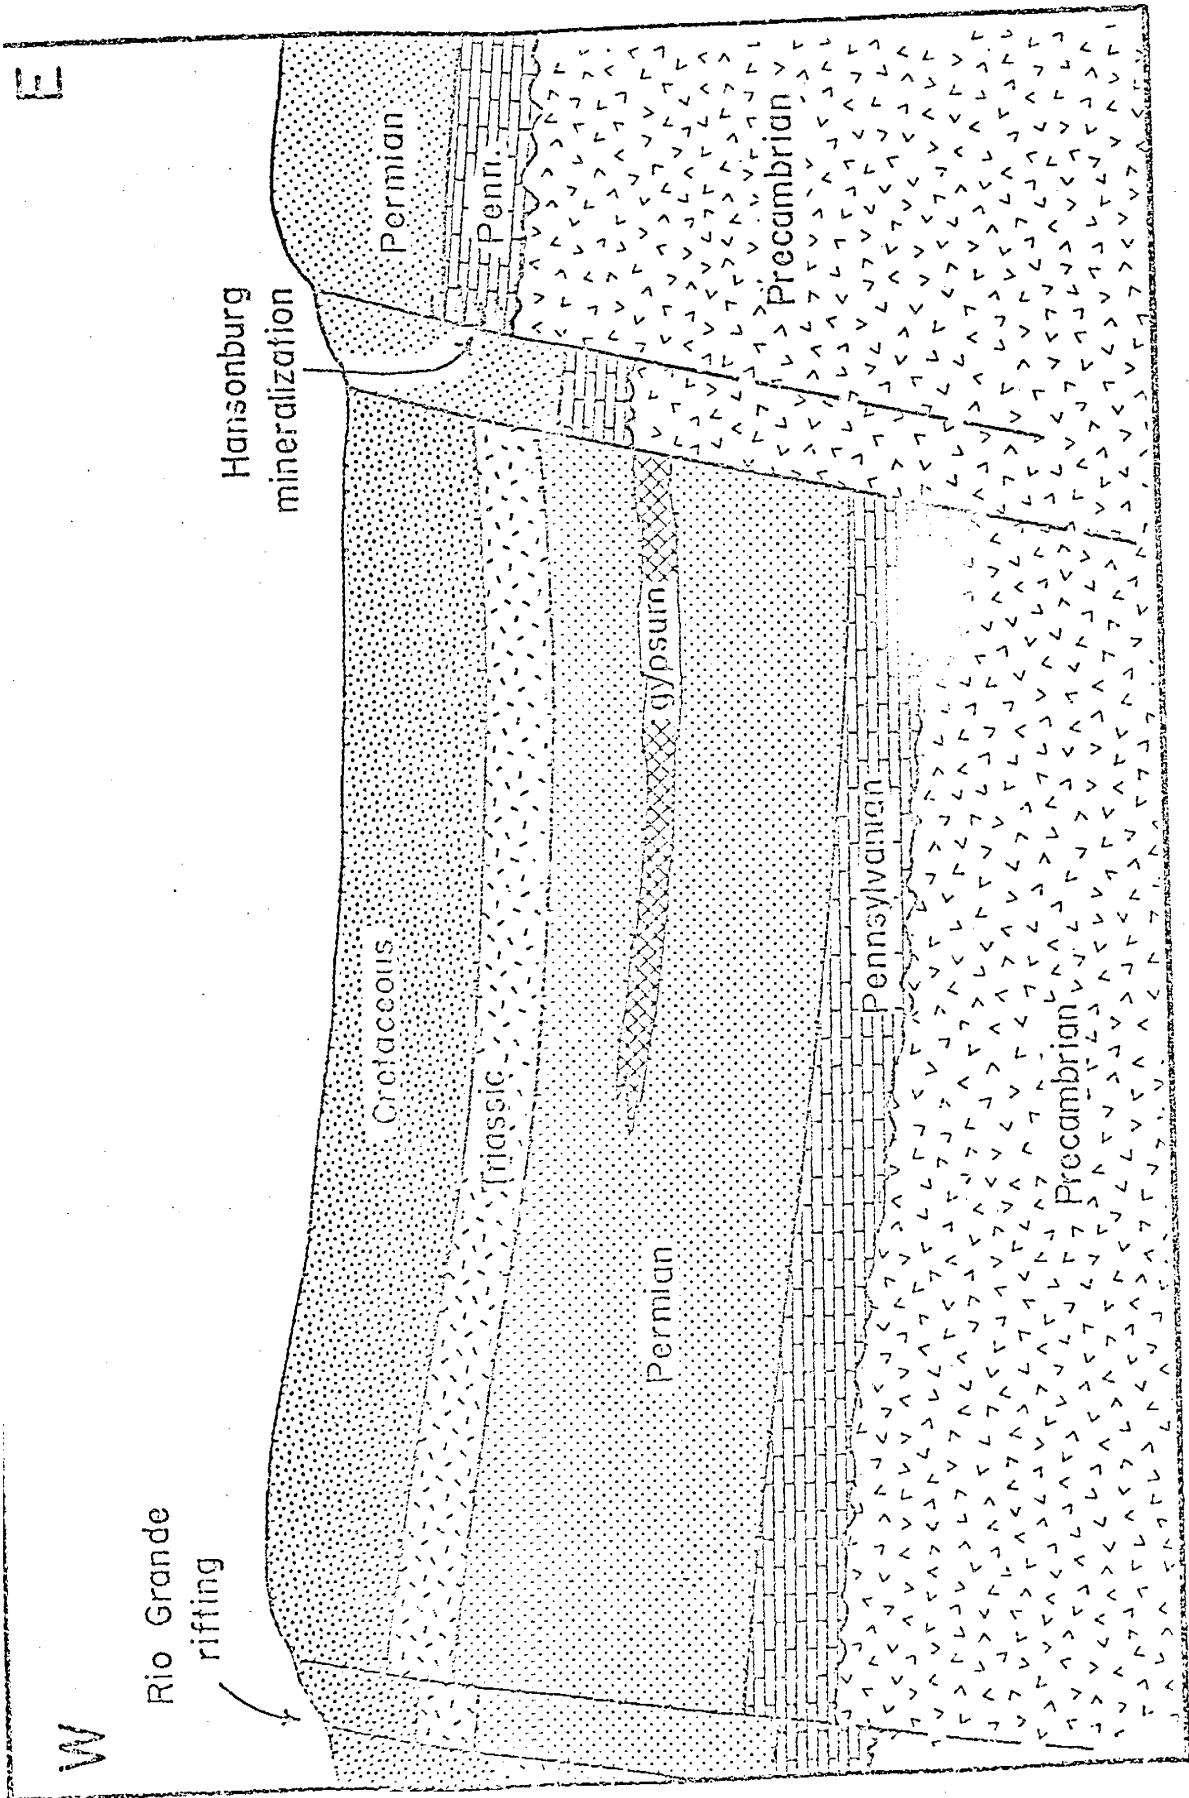 W
E
Rio Grande
rifting
Hansonburg
mineralization
Cretaceous
Triassic
Permian
gypsum
Pennsylvanian
Precambrian
Permian
Penn.
Precambrian